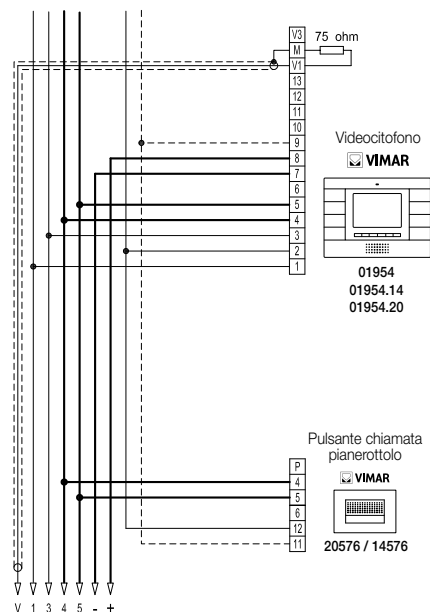 V3
M
V1
13
12
11
10
9
8
7
6
5
4
3
2
1
75 ohm
Videocitofono
VIMAR
01954
01954.14
01954.20
Pulsante chiamata
pianerottolo
VIMAR
20576 / 14576
P
4
5
6
12
11
V 1 3 4 5 - +